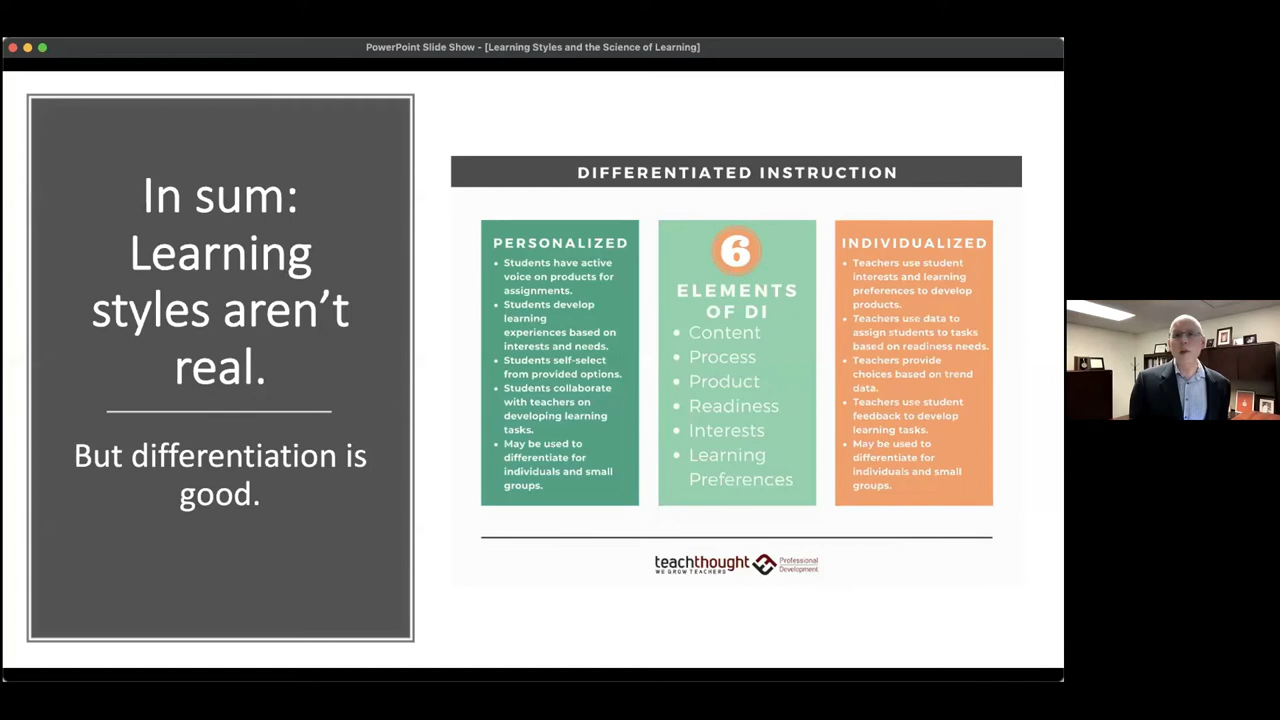 PowerPoint Slide Show - [Learning Styles and the Science of Learning]
In sum:
Learning
styles aren’t
real.
But differentiation is
good.
DIFFERENTIATED INSTRUCTION
PERSONALIZED
• Students have active
voice on products for
assignments.
• Students develop
learning
experiences based on
interests and needs.
• Students self-select
from provided options.
• Students collaborate
with teachers on
developing learning
tasks.
• May be used to
differentiate for
individuals and small
groups.
6
ELEMENTS
OF DI
• Content
• Process
• Product
• Readiness
• Interests
• Learning
Preferences
INDIVIDUALIZED
• Teachers use student
interests and learning
preferences to develop
products.
• Teachers use data to
assign students to tasks
based on readiness needs.
• Teachers provide
choices based on trend
data.
• Teachers use student
feedback to develop
learning tasks.
• May be used to
differentiate for
individuals and small
groups.
teachthought
WE GROW TEACHERS
Professional
Development